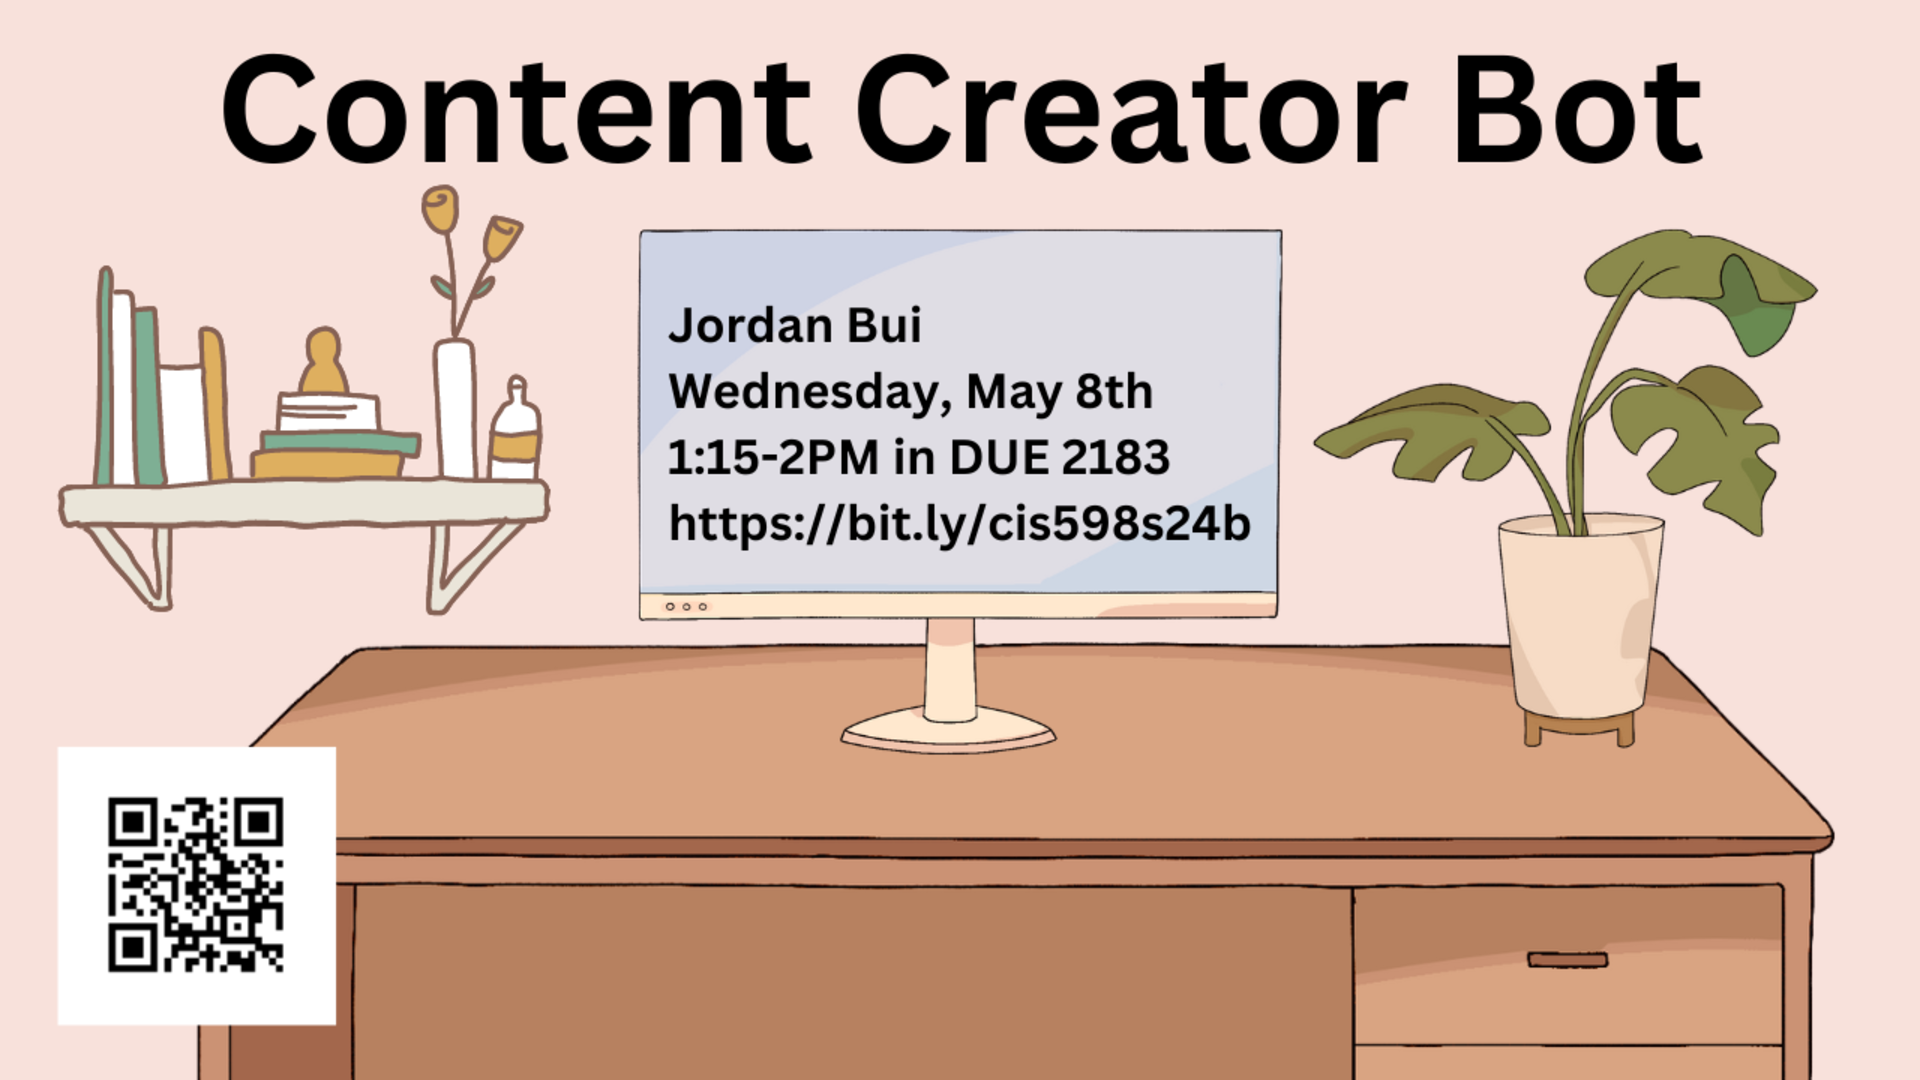 Content Creator Bot
Jordan Bui
Wednesday, May 8th
1:15-2PM in DUE 2183
https://bit.ly/cis598s24b